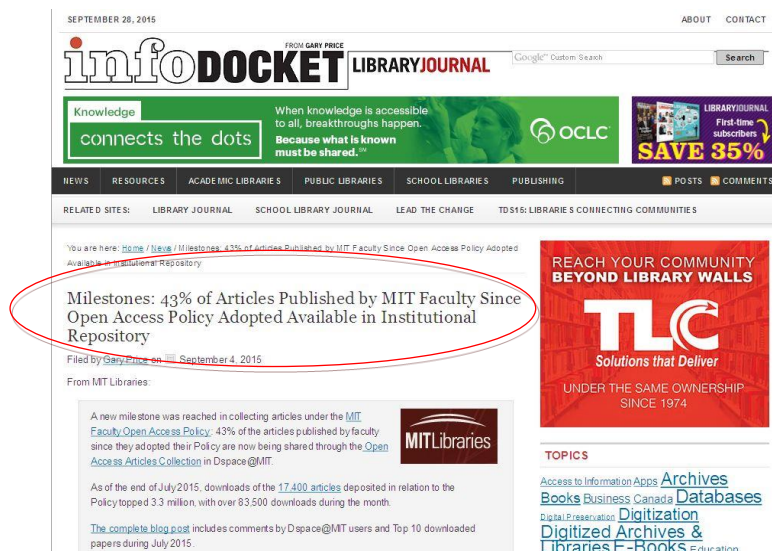 SEPTEMBER 28, 2015
ABOUT CONTACT
infoDOCKET
FROM GARY PRICE
LIBRARYJOURNAL
Google™ Custom Search
Search
Knowledge
connects the dots
When knowledge is accessible
to all, breakthroughs happen.
Because what is known
must be shared.℠
OCLC
LIBRARYJOURNAL
First-time
subscribers
SAVE 35%
NEWS RESOURCES ACADEMIC LIBRARIES PUBLIC LIBRARIES SCHOOL LIBRARIES PUBLISHING POSTS COMMENTS
RELATED SITES: LIBRARY JOURNAL SCHOOL LIBRARY JOURNAL LEAD THE CHANGE TDS15: LIBRARIES CONNECTING COMMUNITIES
You are here: Home / News / Milestones: 43% of Articles Published by MIT Faculty Since Open Access Policy Adopted
Available in Institutional Repository
Milestones: 43% of Articles Published by MIT Faculty Since
Open Access Policy Adopted Available in Institutional
Repository
Filed by Gary Price on September 4, 2015
From MIT Libraries:
A new milestone was reached in collecting articles under the MIT
Faculty Open Access Policy: 43% of the articles published by faculty
since they adopted their Policy are now being shared through the Open
Access Articles Collection in Dspace@MIT.
MITLibraries
As of the end of July 2015, downloads of the 17,400 articles deposited in relation to the
Policy topped 3.3 million, with over 83,500 downloads during the month.
The complete blog post includes comments by Dspace@MIT users and Top 10 downloaded
papers during July 2015.
REACH YOUR COMMUNITY
BEYOND LIBRARY WALLS
TLC
Solutions that Deliver
UNDER THE SAME OWNERSHIP
SINCE 1974
TOPICS
Access to Information Apps Archives
Books Business Canada Databases
Digital Preservation Digitization
Digitized Archives &
Libraries E-Books Education